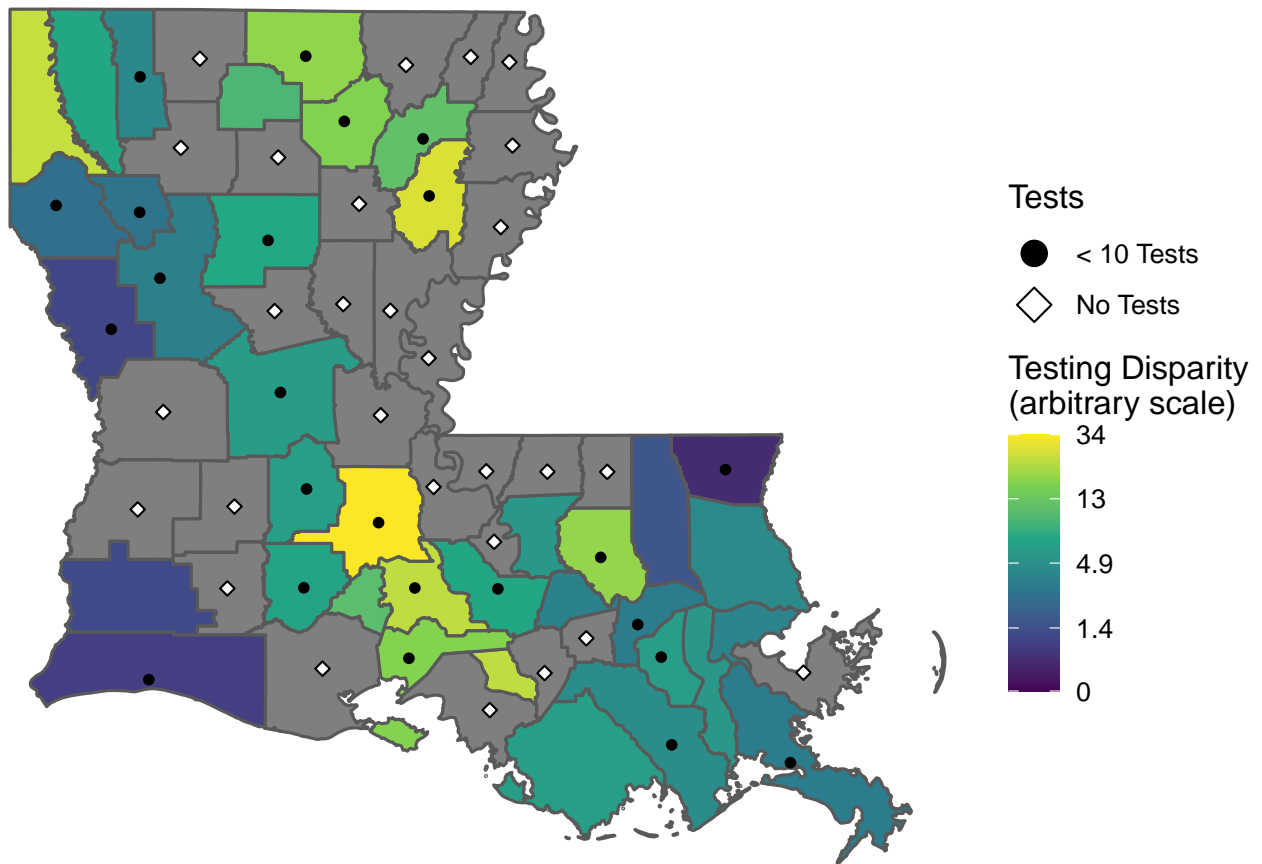 Tests
< 10 Tests
No Tests
Testing Disparity
(arbitrary scale)
34
13
4.9
1.4
0